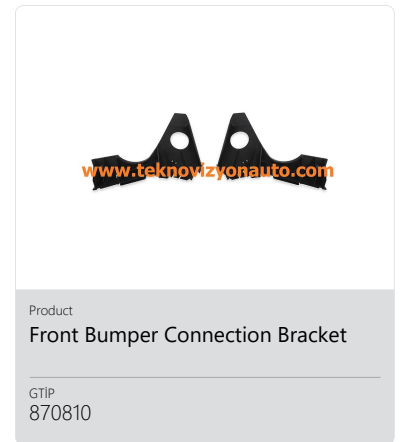 www.teknovizyonauto.com
Product
Front Bumper Connection Bracket
GTİP
870810